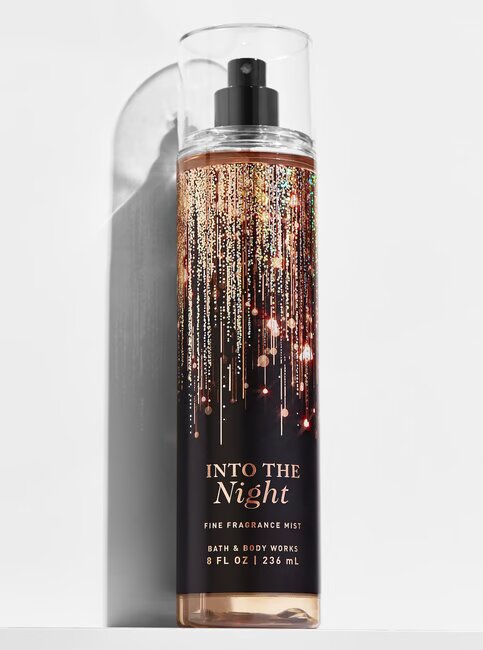 INTO THE
Night
FINE FRAGRANCE MIST
BATH & BODY WORKS
8 FL OZ | 236 mL